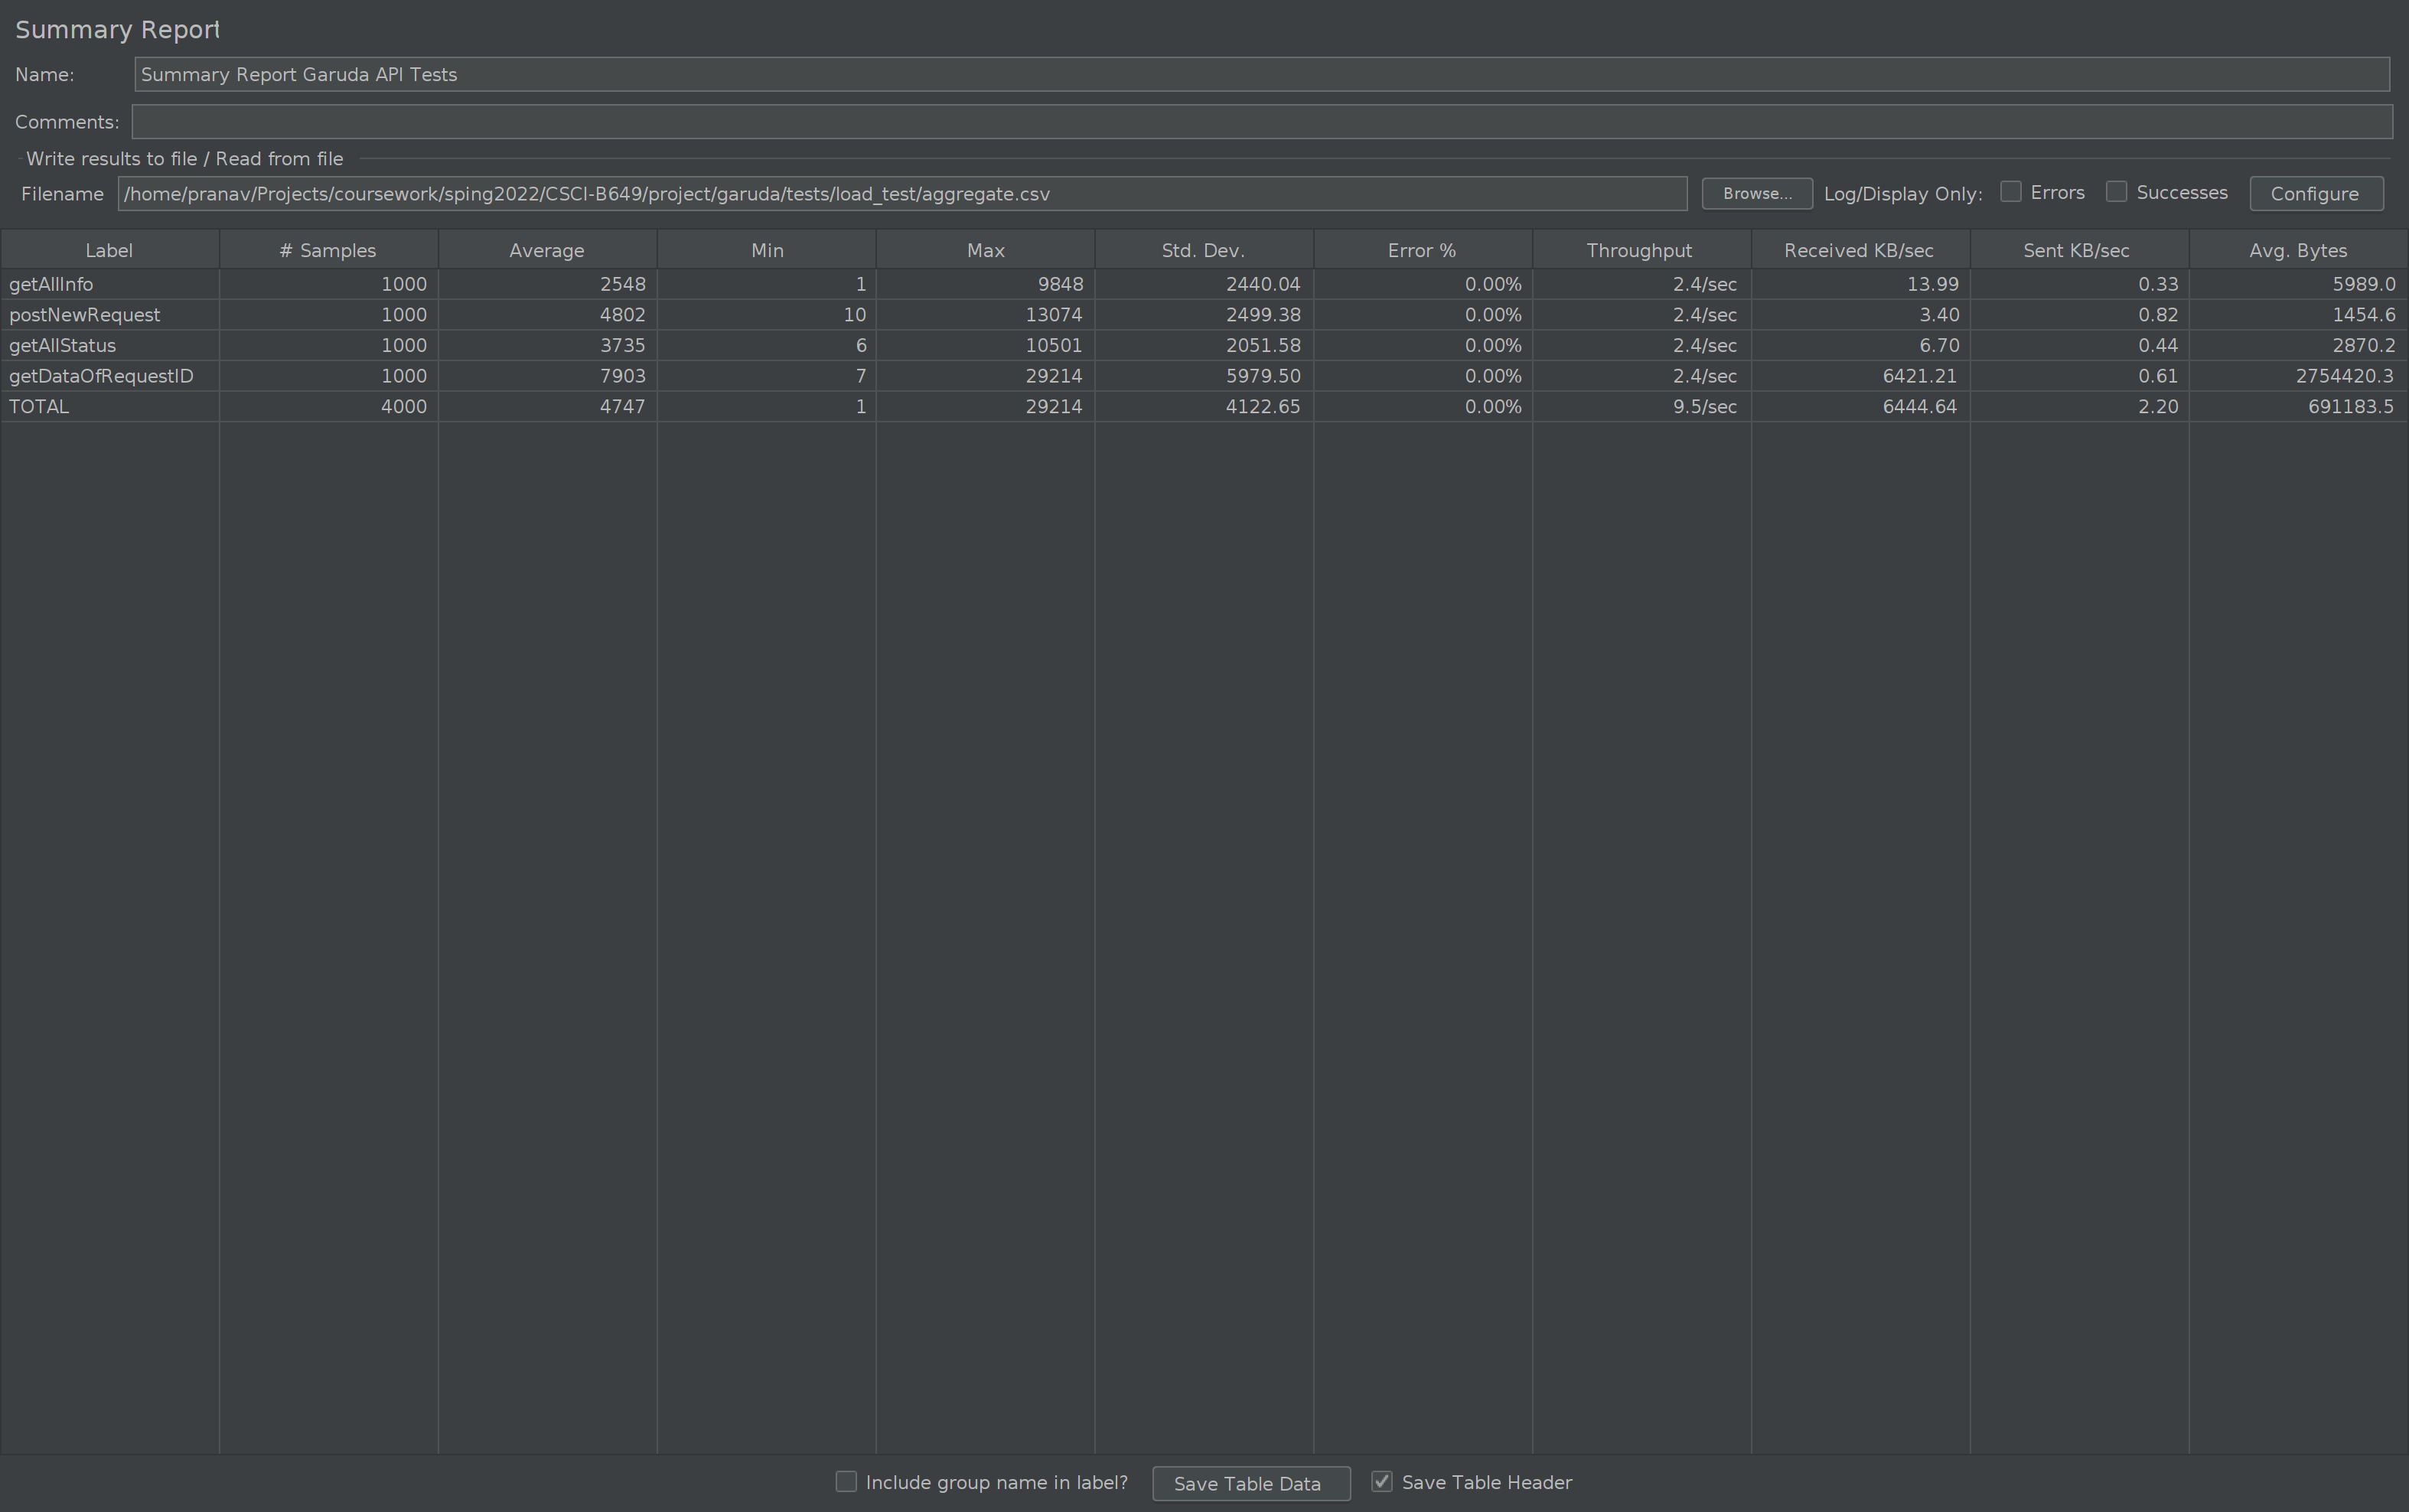 Summary Report
Name: Summary Report Garuda API Tests
Comments:
Write results to file / Read from file
Filename /home/pranav/Projects/coursework/sping2022/CSCI-B649/project/garuda/tests/load_test/aggregate.csv Browse... Log/Display Only: Errors Successes Configure
Label # Samples Average Min Max Std. Dev. Error % Throughput Received KB/sec Sent KB/sec Avg. Bytes
getAllInfo 1000 2548 1 9848 2440.04 0.00% 2.4/sec 13.99 0.33 5989.0
postNewRequest 1000 4802 10 13074 2499.38 0.00% 2.4/sec 3.40 0.82 1454.6
getAllStatus 1000 3735 6 10501 2051.58 0.00% 2.4/sec 6.70 0.44 2870.2
getDataOfRequestID 1000 7903 7 29214 5979.50 0.00% 2.4/sec 6421.21 0.61 2754420.3
TOTAL 4000 4747 1 29214 4122.65 0.00% 9.5/sec 6444.64 2.20 691183.5
Include group name in label? Save Table Data Save Table Header